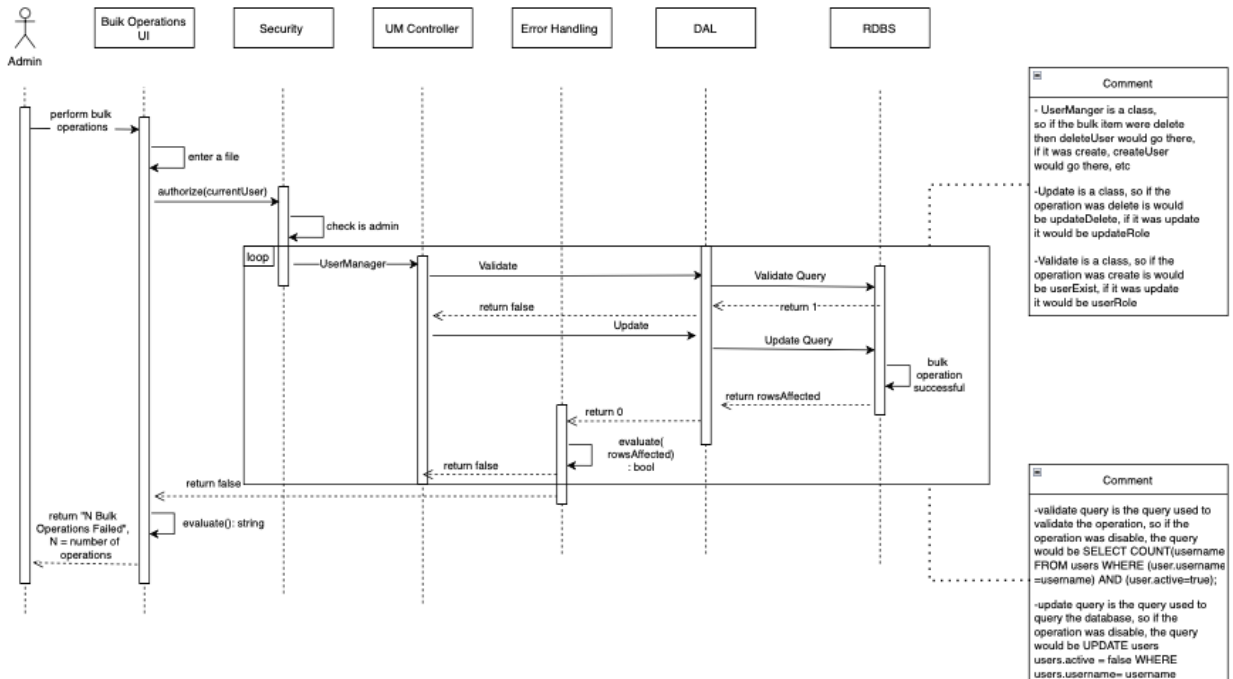 Admin
Buik Operations
UI
Security
UM Controller
Error Handling
DAL
RDBS
perform bulk
operations
enter a file
authorize(currentUser)
check is admin
loop
UserManager
Validate
Validate Query
return 1
return false
Update
Update Query
bulk
operation
successful
return rowsAffected
return 0
evaluate(
rowsAffected)
: bool
return false
return false
evaluate(): string
return "N Bulk
Operations Failed",
N = number of
operations
Comment
- UserManger is a class,
so if the bulk item were delete
then deleteUser would go there,
if it was create, createUser
would go there, etc
-Update is a class, so if the
operation was delete is would
be updateDelete, if it was update
it would be updateRole
-Validate is a class, so if the
operation was create is would
be userExist, if it was update
it would be userRole
Comment
-validate query is the query used to
validate the operation, so if the
operation was disable, the query
would be SELECT COUNT(username
FROM users WHERE (user.username
=username) AND (user.active=true);
-update query is the query used to
query the database, so if the
operation was disable, the query
would be UPDATE users
users.active = false WHERE
users.username= username